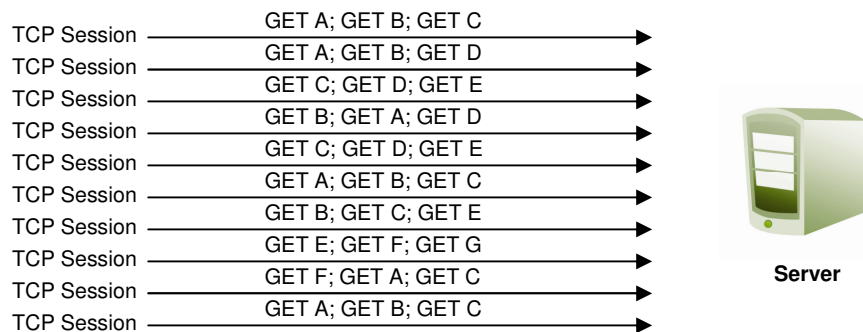 GET A; GET B; GET C
TCP Session
GET A; GET B; GET D
TCP Session
GET C; GET D; GET E
TCP Session
GET B; GET A; GET D
TCP Session
GET C; GET D; GET E
TCP Session
GET A; GET B; GET C
TCP Session
GET B; GET C; GET E
TCP Session
GET E; GET F; GET G
TCP Session
GET F; GET A; GET C
TCP Session
GET A; GET B; GET C
TCP Session
Server